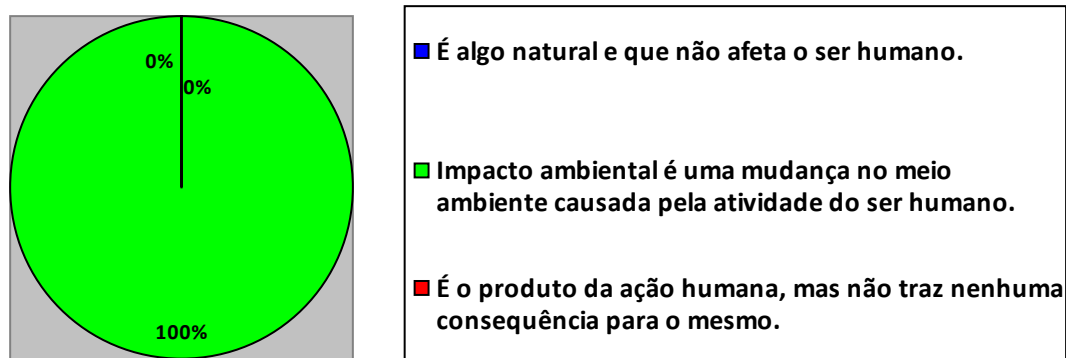 0%
0%
100%
É algo natural e que não afeta o ser humano.
Impacto ambiental é uma mudança no meio
ambiente causada pela atividade do ser humano.
É o produto da ação humana, mas não traz nenhuma
consequência para o mesmo.